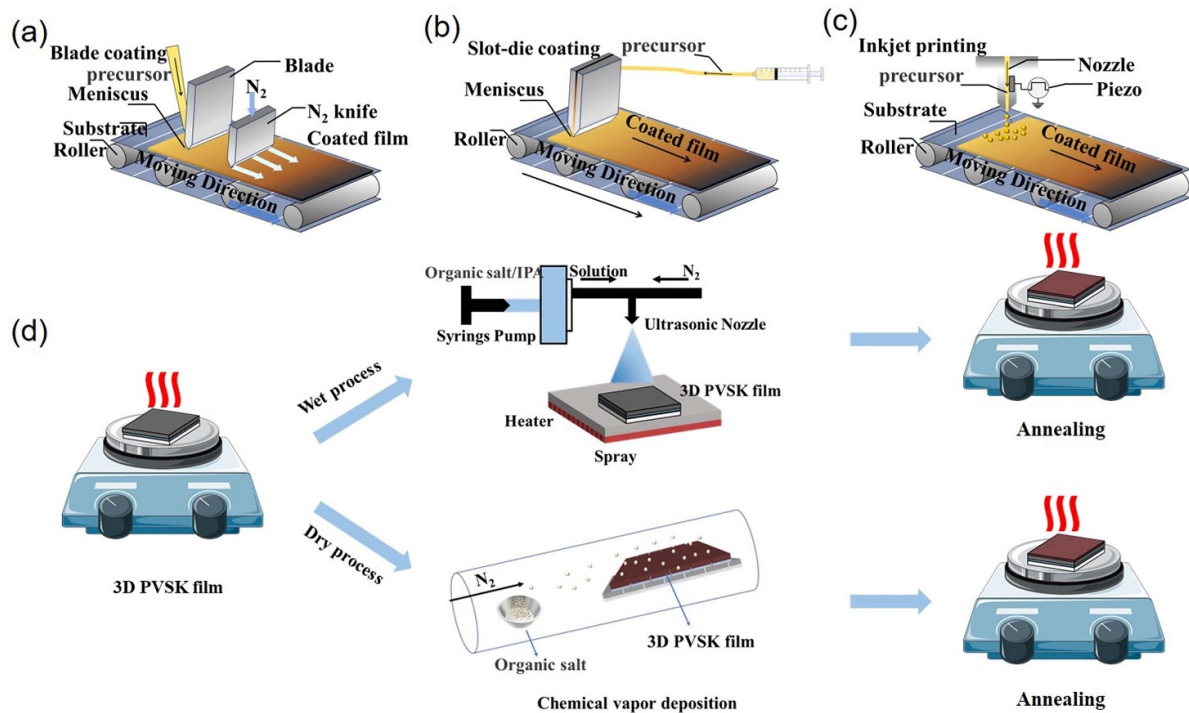 (a)
Blade coating
precursor
Meniscus
Substrate
Roller
Blade
N2
N2 knife
Coated film
Moving Direction
(b)
Slot-die coating
precursor
Meniscus
Roller
Coated film
Moving Direction
(c)
Inkjet printing
precursor
Substrate
Roller
Nozzle
Piezo
Coated film
Moving Direction
(d)
3D PVSK film
Wet process
Organic salt/IPA
Solution
N2
Syrings Pump
Ultrasonic Nozzle
3D PVSK film
Heater
Spray
Annealing
Dry process
N2
Organic salt
3D PVSK film
Chemical vapor deposition
Annealing